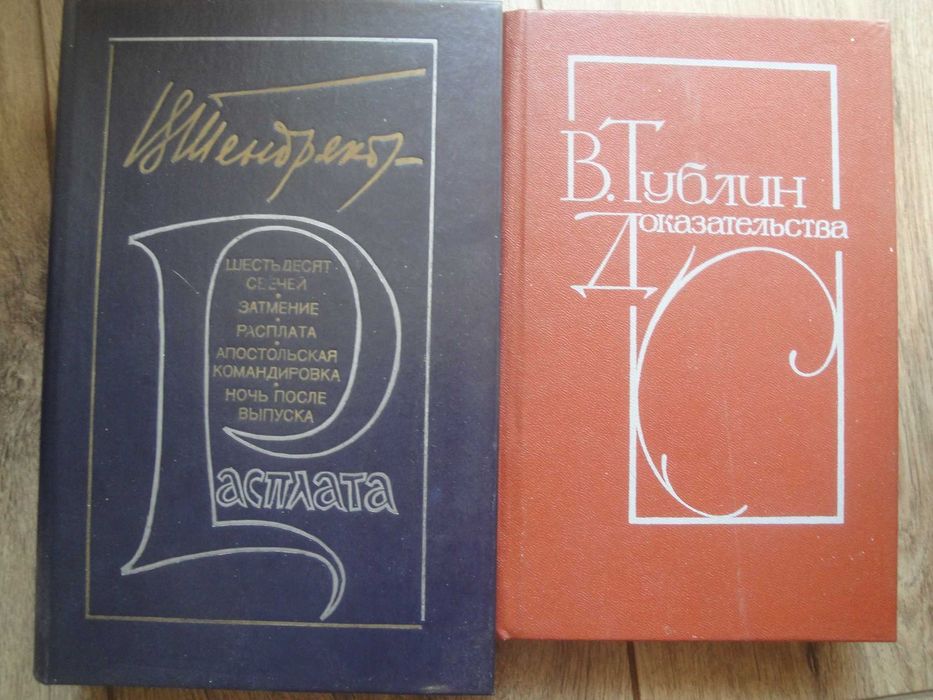 В Тендряков
ШЕСТЬДЕСЯТ
СВЕЧЕЙ
ЗАТМЕНИЕ
РАСПЛАТА
АПОСТОЛЬСКАЯ
КОМАНДИРОВКА
НОЧЬ ПОСЛЕ
ВЫПУСКА
Расплата
В. Тублин
Доказательства